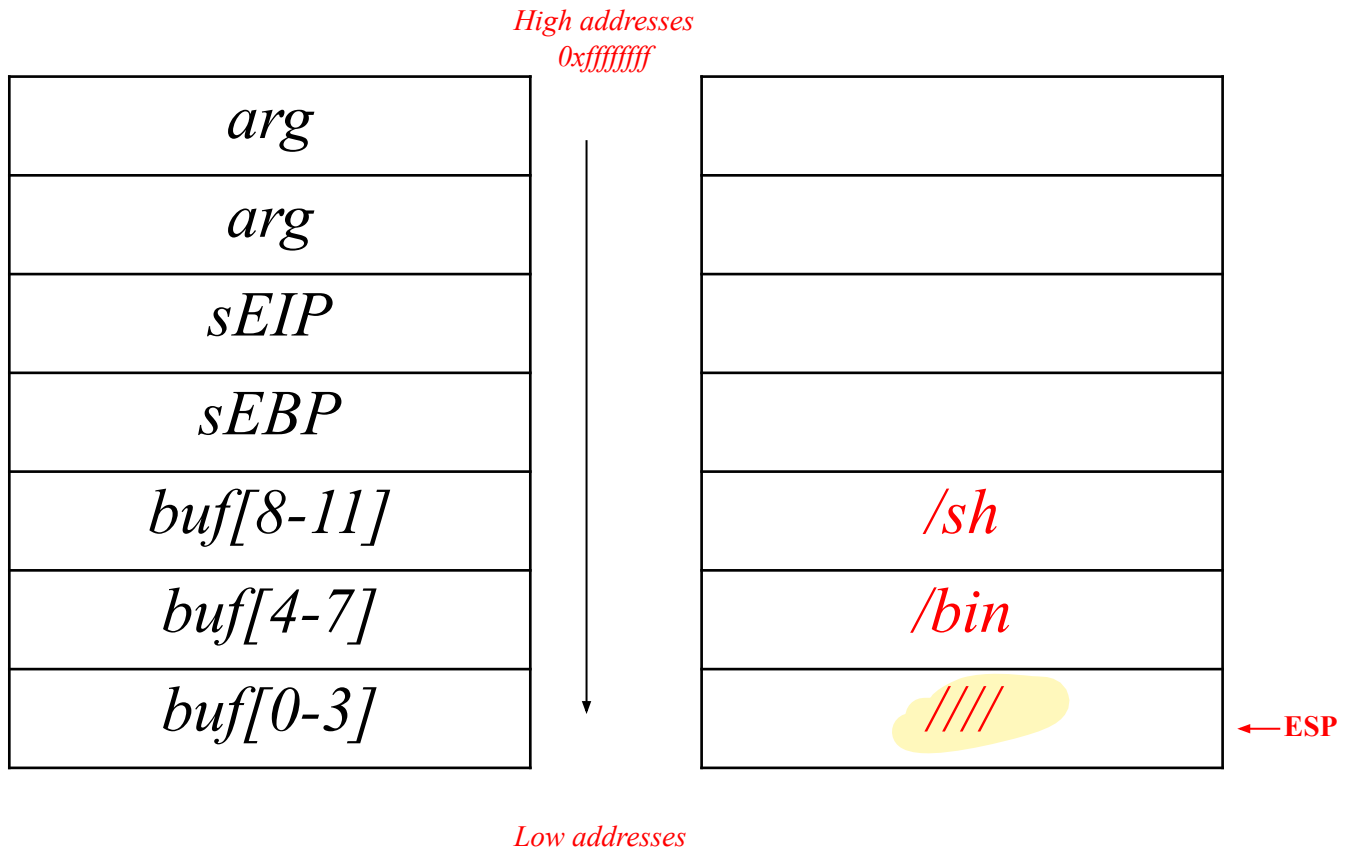 High addresses
0xffffffff
arg
arg
sEIP
sEBP
buf[8-11]
/sh
buf[4-7]
/bin
buf[0-3]
////
ESP
Low addresses